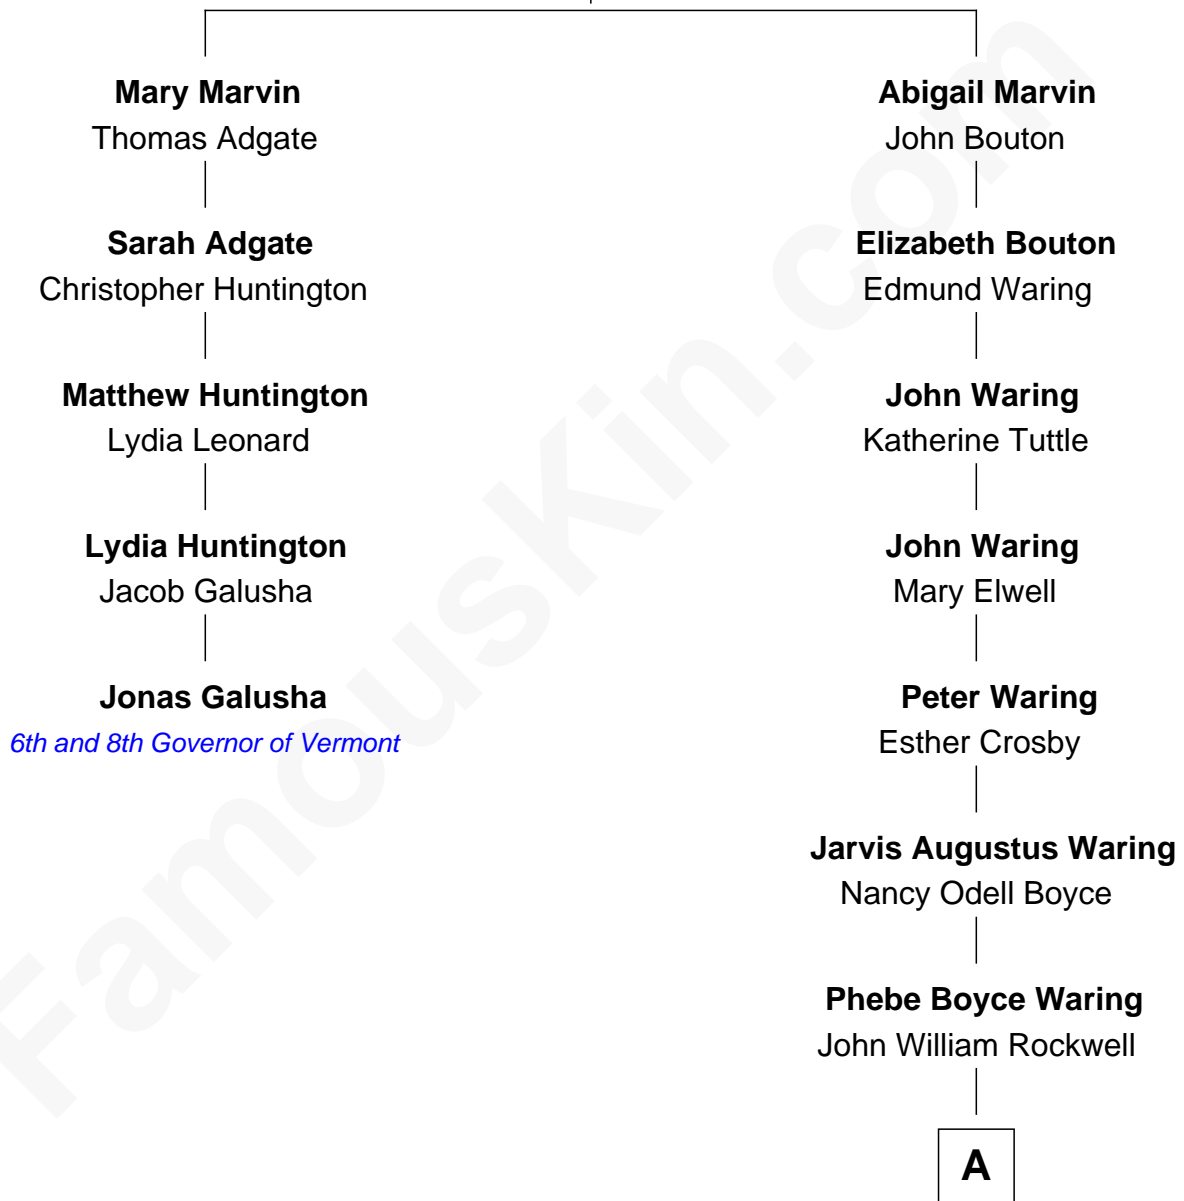 Mary Marvin
Thomas Adgate
Sarah Adgate
Christopher Huntington
Matthew Huntington
Lydia Leonard
Lydia Huntington
Jacob Galusha
Jonas Galusha
6th and 8th Governor of Vermont
Abigail Marvin
John Bouton
Elizabeth Bouton
Edmund Waring
John Waring
Katherine Tuttle
John Waring
Mary Elwell
Peter Waring
Esther Crosby
Jarvis Augustus Waring
Nancy Odell Boyce
Phebe Boyce Waring
John William Rockwell
A
FamousKin.com